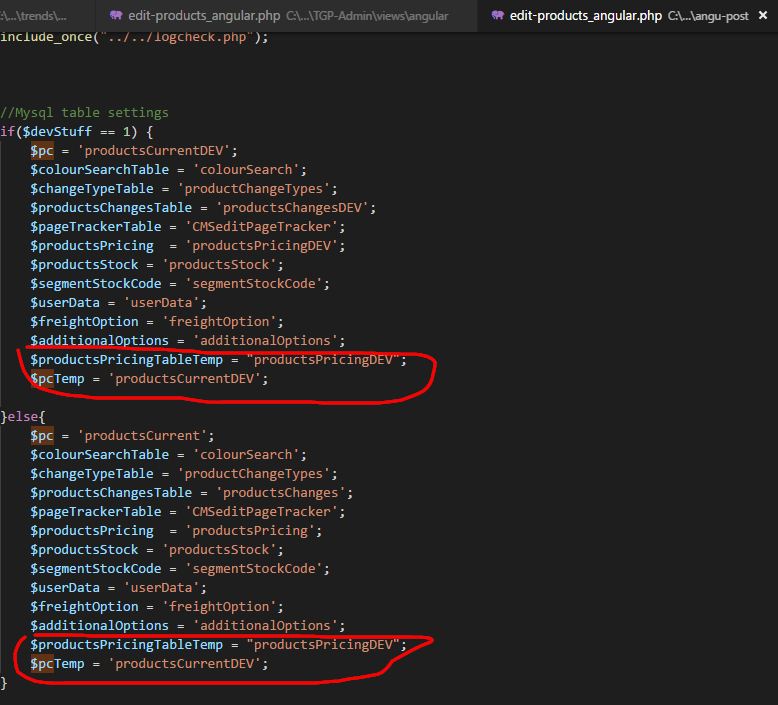 :\...\trends\...
edit-products_angular.php C:\...\TGP-Admin\views\angular
edit-products_angular.php C:\...\angu-post
include_once("../../logcheck.php");
//Mysql table settings
if($devStuff == 1) {
$pc = 'productsCurrentDEV';
$colourSearchTable = 'colourSearch';
$changeTypeTable = 'productChangeTypes';
$productsChangesTable = 'productsChangesDEV';
$pageTrackerTable = 'CMSeditPageTracker';
$productsPricing  = 'productsPricingDEV';
$productsStock = 'productsStock';
$segmentStockCode = 'segmentStockCode';
$userData = 'userData';
$freightOption = 'freightOption';
$additionalOptions = 'additionalOptions';
$productsPricingTableTemp = "productsPricingDEV";
$pcTemp = 'productsCurrentDEV';
}else{
$pc = 'productsCurrent';
$colourSearchTable = 'colourSearch';
$changeTypeTable = 'productChangeTypes';
$productsChangesTable = 'productsChanges';
$pageTrackerTable = 'CMSeditPageTracker';
$productsPricing  = 'productsPricing';
$productsStock = 'productsStock';
$segmentStockCode = 'segmentStockCode';
$userData = 'userData';
$freightOption = 'freightOption';
$additionalOptions = 'additionalOptions';
$productsPricingTableTemp = "productsPricingDEV";
$pcTemp = 'productsCurrentDEV';
}